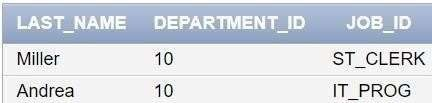 LAST_NAME DEPARTMENT_ID JOB_ID
Miller 10 ST_CLERK
Andrea 10 IT_PROG